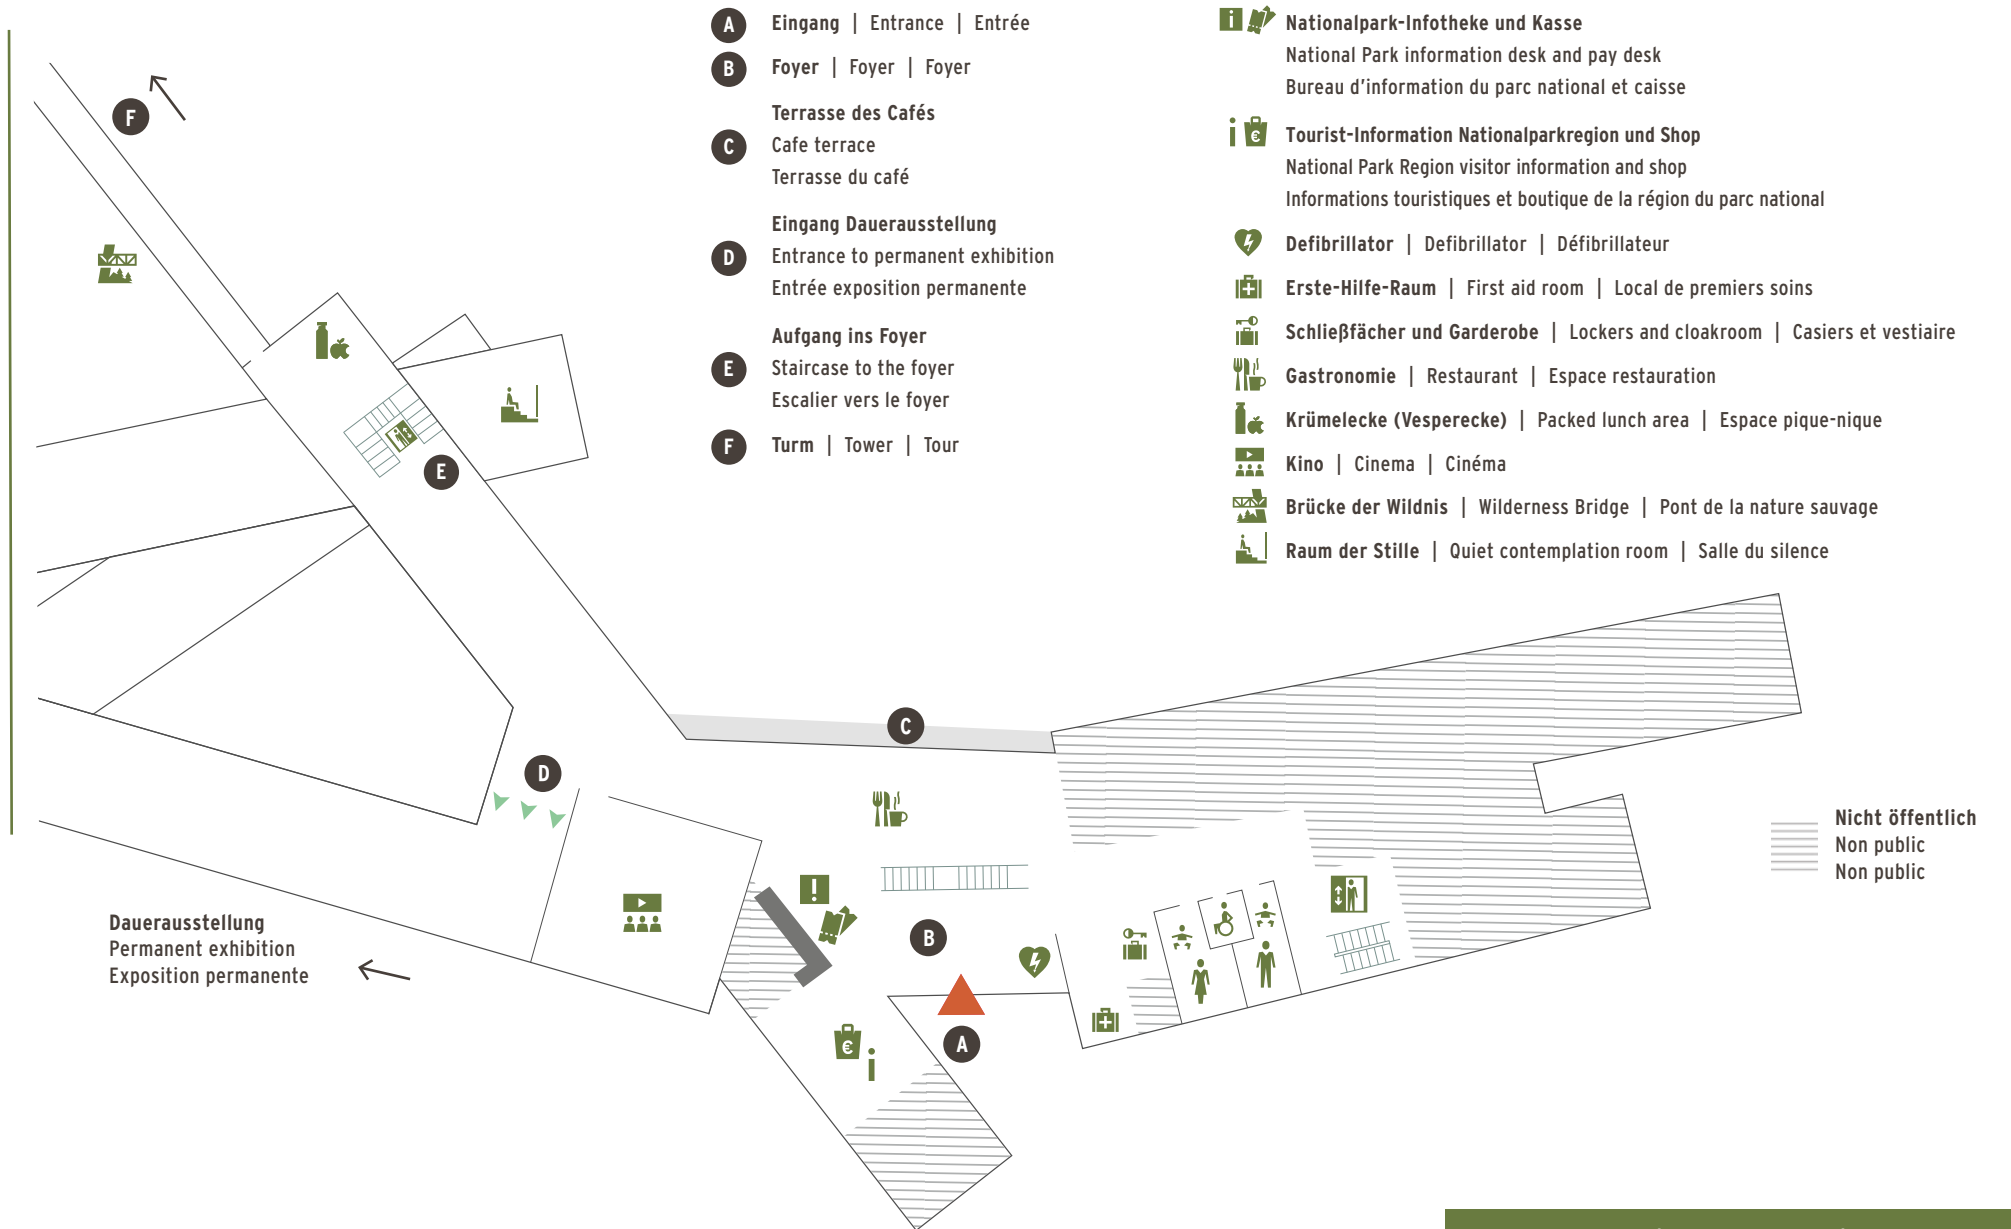 A Eingang | Entrance | Entrée
B Foyer | Foyer | Foyer
Terrasse des Cafés
C Cafe terrace
Terrasse du café
Eingang Dauerausstellung
D Entrance to permanent exhibition
Entrée exposition permanente
Aufgang ins Foyer
E Staircase to the foyer
Escalier vers le foyer
F Turm | Tower | Tour
i Nationalpark-Infotheke und Kasse
National Park information desk and pay desk
Bureau d'information du parc national et caisse
i € Tourist-Information Nationalparkregion und Shop
National Park Region visitor information and shop
Informations touristiques et boutique de la région du parc national
Defibrillator | Defibrillator | Défibrillateur
Erste-Hilfe-Raum | First aid room | Local de premiers soins
Schließfächer und Garderobe | Lockers and cloakroom | Casiers et vestiaire
Gastronomie | Restaurant | Espace restauration
Krümelecke (Vesperecke) | Packed lunch area | Espace pique-nique
Kino | Cinema | Cinéma
Brücke der Wildnis | Wilderness Bridge | Pont de la nature sauvage
Raum der Stille | Quiet contemplation room | Salle du silence
F
E
C
D
Nicht öffentlich
Non public
Non public
!
B
Dauerausstellung
Permanent exhibition
Exposition permanente
€ i
A